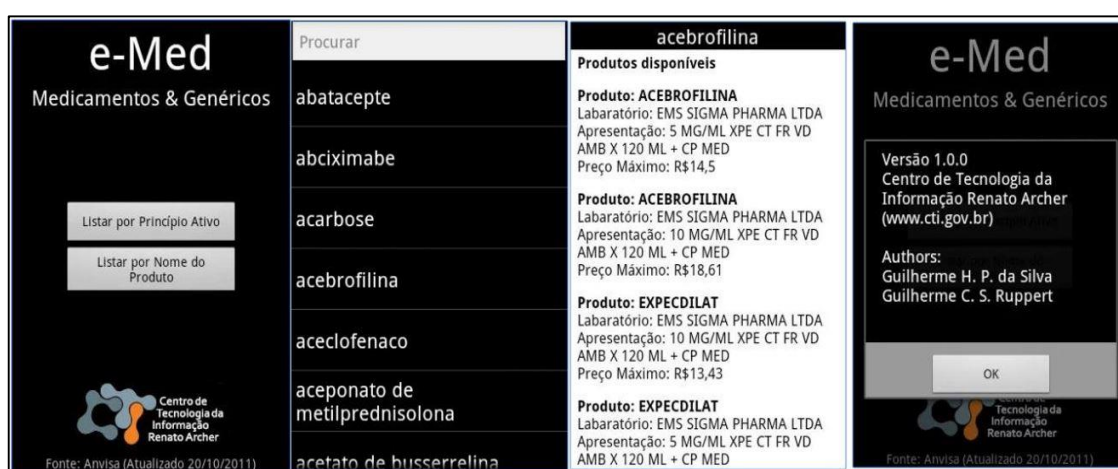 e-Med
Medicamentos & Genéricos
Listar por Princípio Ativo
Listar por Nome do
Produto
Centro de
Tecnologia da
Informação
Renato Archer
Fonte: Anvisa (Atualizado 20/10/2011)
Procurar
abatacepte
abciximabe
acarbose
acebrofilina
aceclofenaco
aceponato de
metilprednisolona
acetato de busserrelina
acebrofilina
Produtos disponíveis
Produto: ACEBROFILINA
Labaratório: EMS SIGMA PHARMA LTDA
Apresentação: 5 MG/ML XPE CT FR VD
AMB X 120 ML + CP MED
Preço Máximo: R$14,5
Produto: ACEBROFILINA
Labaratório: EMS SIGMA PHARMA LTDA
Apresentação: 10 MG/ML XPE CT FR VD
AMB X 120 ML + CP MED
Preço Máximo: R$18,61
Produto: EXPECDILAT
Labaratório: EMS SIGMA PHARMA LTDA
Apresentação: 10 MG/ML XPE CT FR VD
AMB X 120 ML + CP MED
Preço Máximo: R$13,43
Produto: EXPECDILAT
Labaratório: EMS SIGMA PHARMA LTDA
Apresentação: 5 MG/ML XPE CT FR VD
AMB X 120 ML + CP MED
e-Med
Medicamentos & Genéricos
Versão 1.0.0
Centro de Tecnologia da
Informação Renato Archer
(www.cti.gov.br)
Authors:
Guilherme H. P. da Silva
Guilherme C. S. Ruppert
OK
Centro de
Tecnologia da
Informação
Renato Archer
Fonte: Anvisa (Atualizado 20/10/2011)